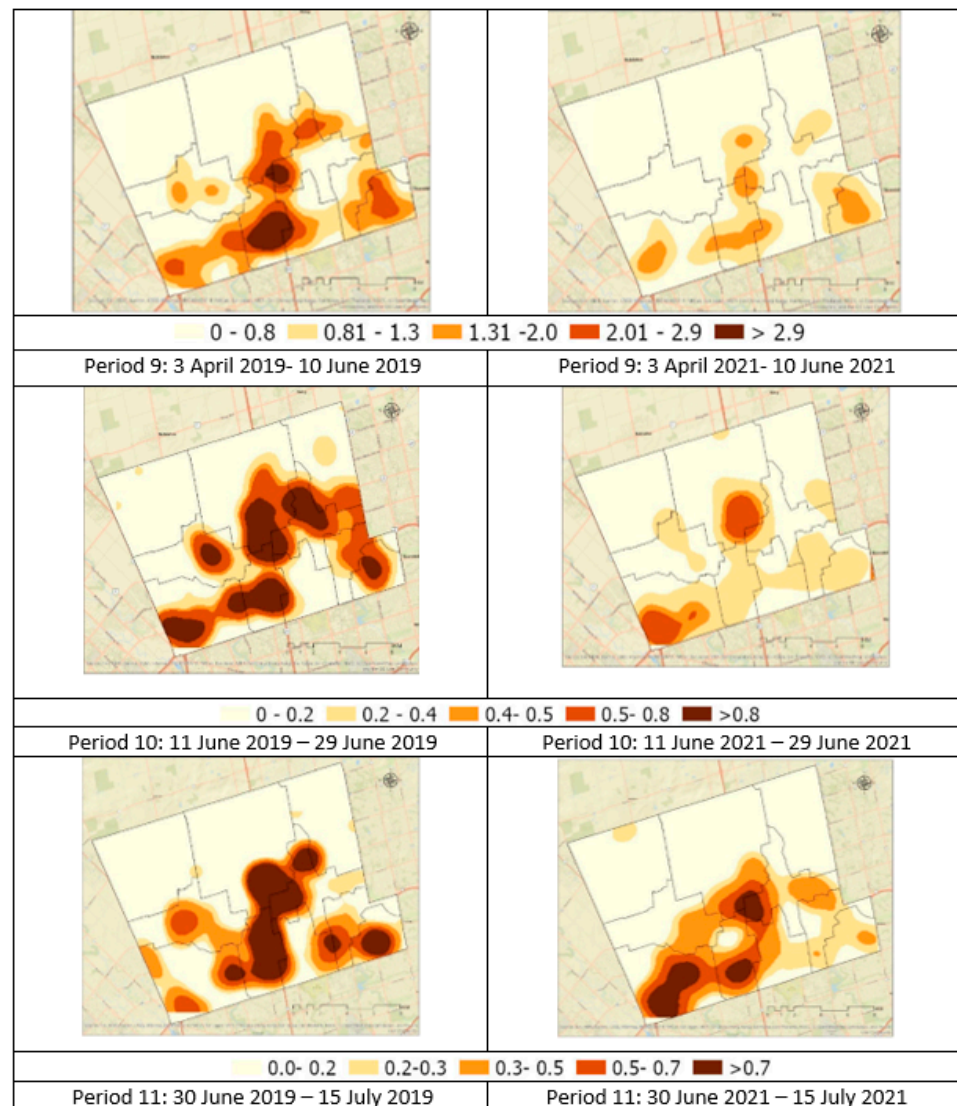 0 - 0.8 0.81 - 1.3 1.31 -2.0 2.01 - 2.9 > 2.9
Period 9: 3 April 2019- 10 June 2019 Period 9: 3 April 2021- 10 June 2021
0 - 0.2 0.2 - 0.4 0.4- 0.5 0.5- 0.8 >0.8
Period 10: 11 June 2019 – 29 June 2019 Period 10: 11 June 2021 – 29 June 2021
0.0- 0.2 0.2-0.3 0.3- 0.5 0.5- 0.7 >0.7
Period 11: 30 June 2019 – 15 July 2019 Period 11: 30 June 2021 – 15 July 2021